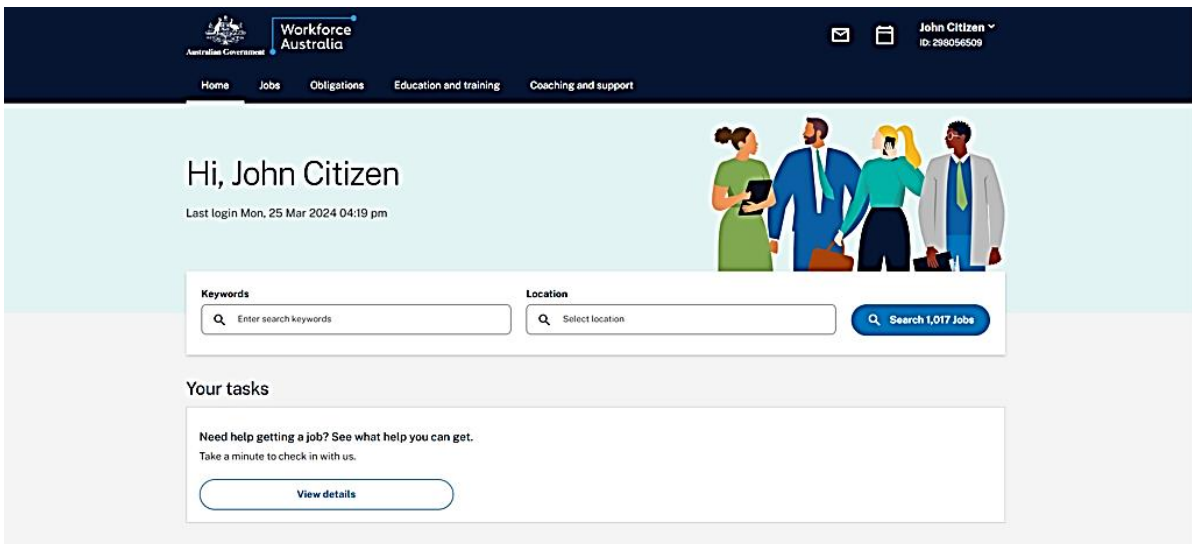 Australian Government
Workforce
Australia
John Citizen
ID: 298056509
Home Jobs Obligations Education and training Coaching and support
Hi, John Citizen
Last login Mon, 25 Mar 2024 04:19 pm
Keywords Location
Enter search keywords Select location Search 1,017 Jobs
Your tasks
Need help getting a job? See what help you can get.
Take a minute to check in with us.
View details